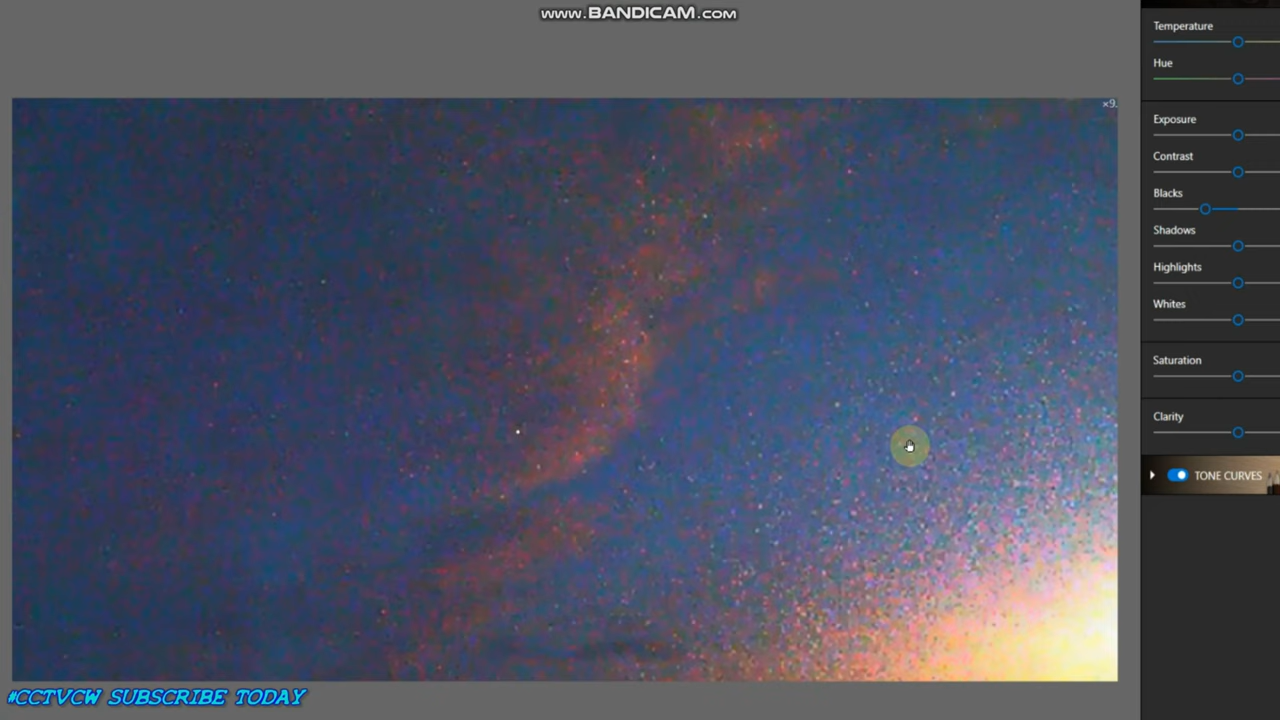 www.BANDICAM.com
×9.
Temperature
Hue
Exposure
Contrast
Blacks
Shadows
Highlights
Whites
Saturation
Clarity
TONE CURVES
#CCTVCW SUBSCRIBE TODAY